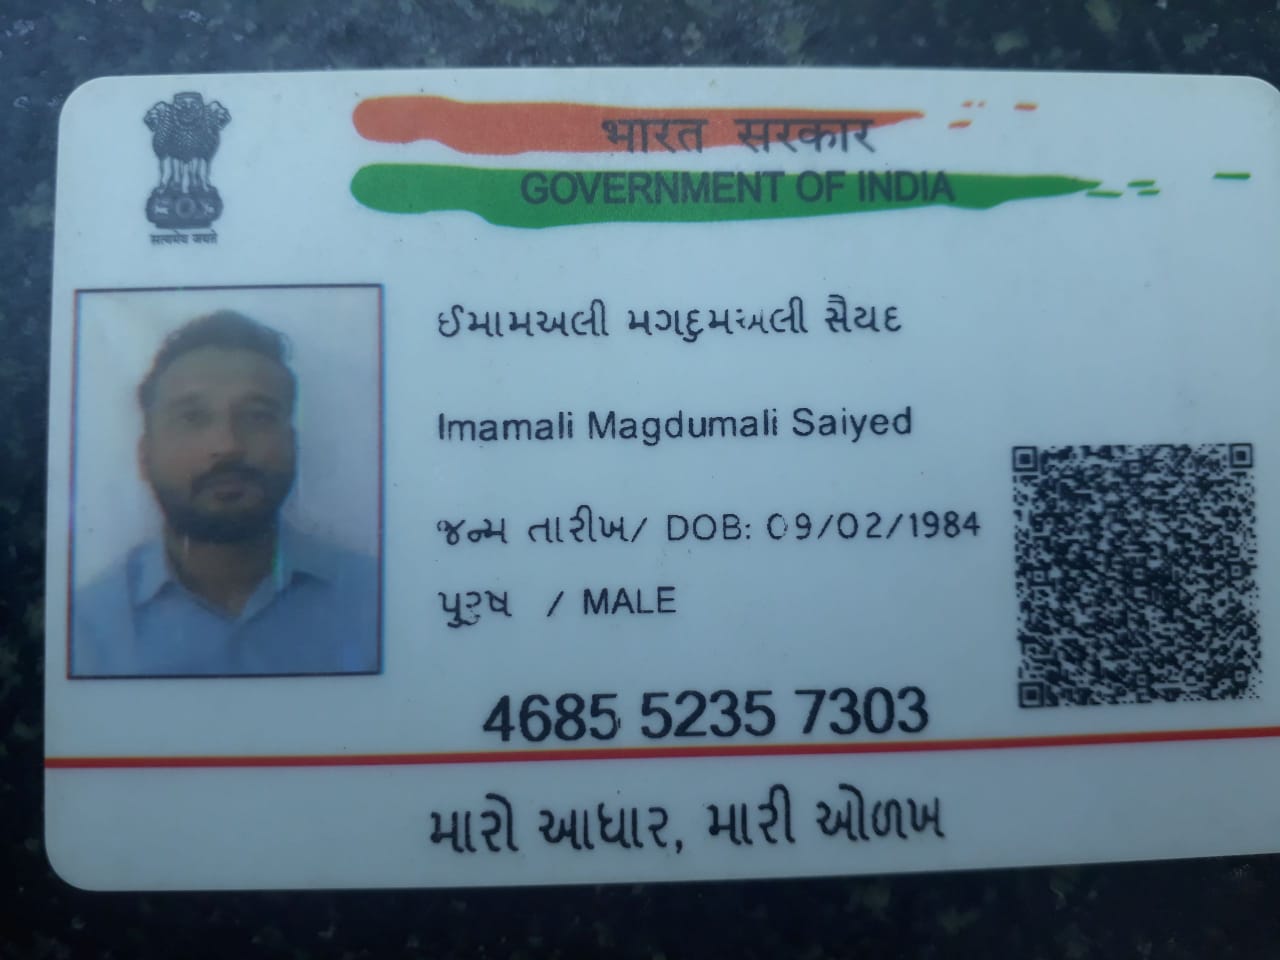 भारत सरकार
GOVERNMENT OF INDIA
सत्यमेव जयते
ઈમામઅલી મગદુમઅલી સૈયદ
Imamali Magdumali Saiyed
જન્મ તારીખ/ DOB: 09/02/1984
પુરુષ / MALE
4685 5235 7303
મારો આધાર, મારી ઓળખ